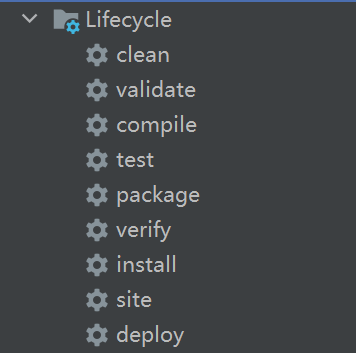 Lifecycle
clean
validate
compile
test
package
verify
install
site
deploy